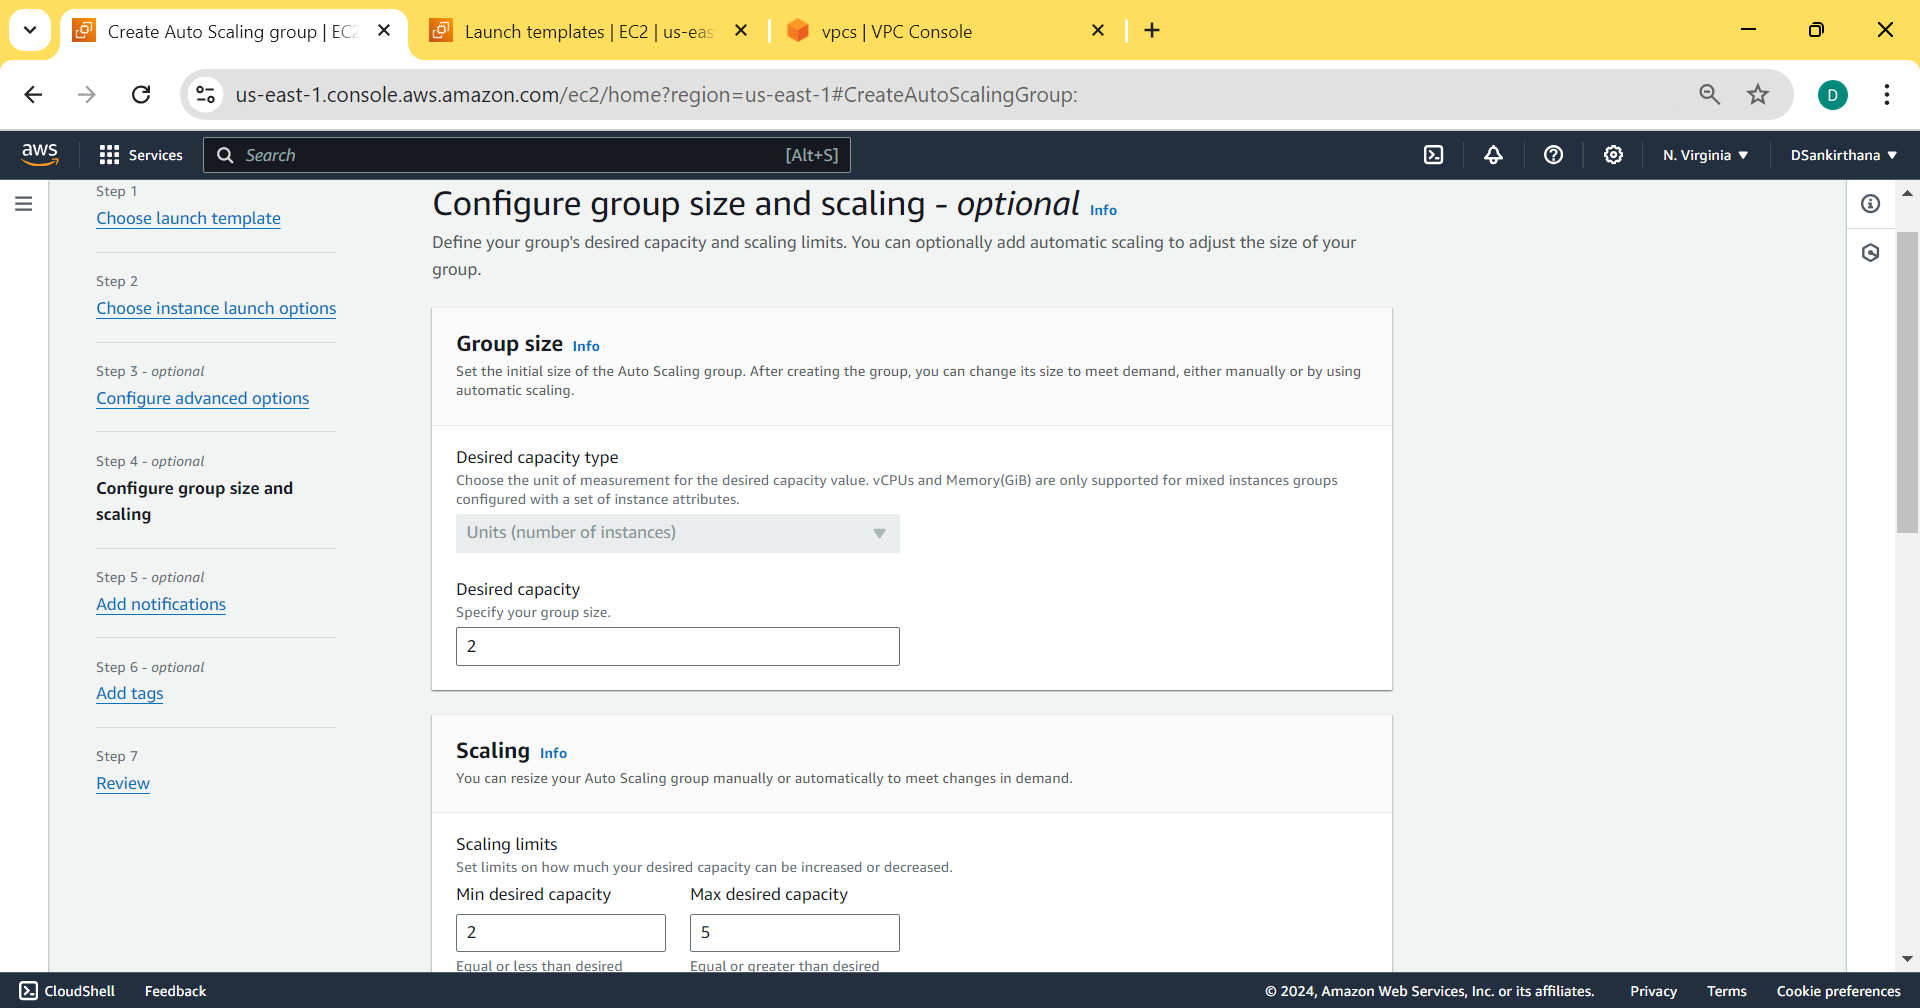 Create Auto Scaling group | EC2
Launch templates | EC2 | us-eas
vpcs | VPC Console
us-east-1.console.aws.amazon.com/ec2/home?region=us-east-1#CreateAutoScalingGroup:
D
aws
Services
Search
[Alt+S]
N. Virginia
DSankirthana
Step 1
Choose launch template
Step 2
Choose instance launch options
Step 3 - optional
Configure advanced options
Step 4 - optional
Configure group size and
scaling
Step 5 - optional
Add notifications
Step 6 - optional
Add tags
Step 7
Review
Configure group size and scaling - optional Info
Define your group's desired capacity and scaling limits. You can optionally add automatic scaling to adjust the size of your
group.
Group size Info
Set the initial size of the Auto Scaling group. After creating the group, you can change its size to meet demand, either manually or by using
automatic scaling.
Desired capacity type
Choose the unit of measurement for the desired capacity value. vCPUs and Memory(GiB) are only supported for mixed instances groups
configured with a set of instance attributes.
Units (number of instances)
Desired capacity
Specify your group size.
2
Scaling Info
You can resize your Auto Scaling group manually or automatically to meet changes in demand.
Scaling limits
Set limits on how much your desired capacity can be increased or decreased.
Min desired capacity
Max desired capacity
2
5
Equal or less than desired
Equal or greater than desired
CloudShell
Feedback
© 2024, Amazon Web Services, Inc. or its affiliates.
Privacy
Terms
Cookie preferences